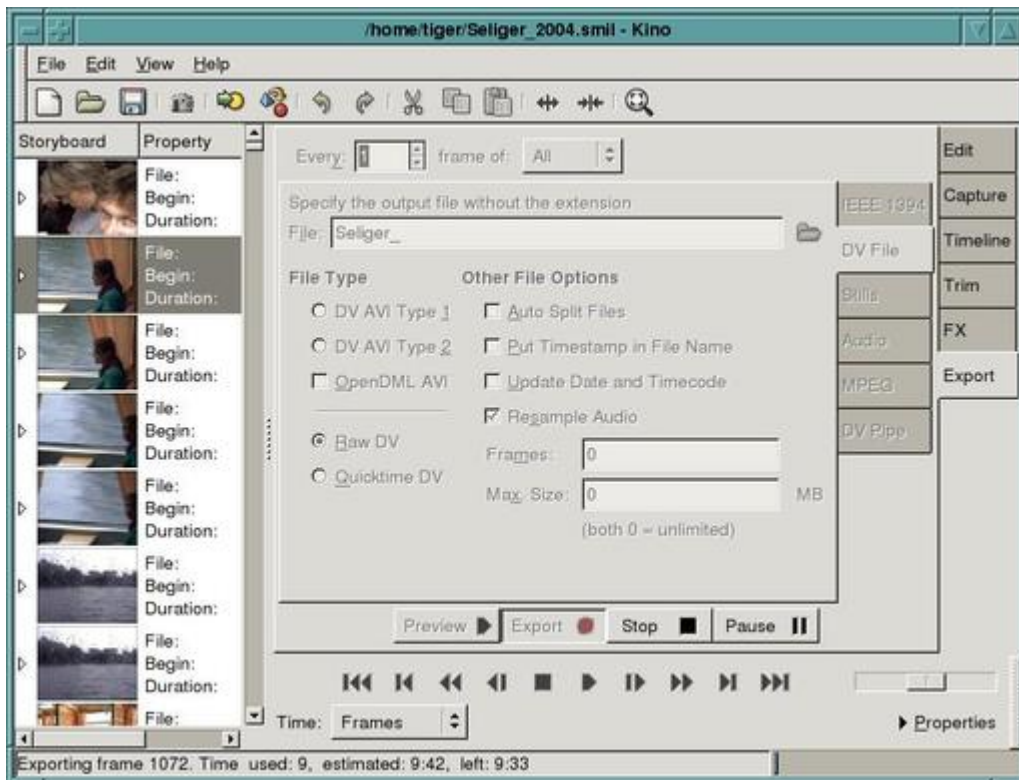 /home/tiger/Seliger_2004.smil - Kino
File Edit View Help
Storyboard Property
File:
Begin:
Duration:
File:
Begin:
Duration:
File:
Begin:
Duration:
File:
Begin:
Duration:
File:
Begin:
Duration:
File:
Begin:
Duration:
File:
Begin:
Duration:
File:
Every: 1 frame of: All
Specify the output file without the extension
File: Seliger_
File Type
DV AVI Type 1
DV AVI Type 2
OpenDML AVI
Raw DV
Quicktime DV
Other File Options
Auto Split Files
Put Timestamp in File Name
Update Date and Timecode
Resample Audio
Frames: 0
Max. Size: 0 MB
(both 0 = unlimited)
IEEE 1394
DV File
Stills
Audio
MPEG
DV Pipe
Edit
Capture
Timeline
Trim
FX
Export
Preview Export Stop Pause
Time: Frames
Properties
Exporting frame 1072. Time used: 9, estimated: 9:42, left: 9:33